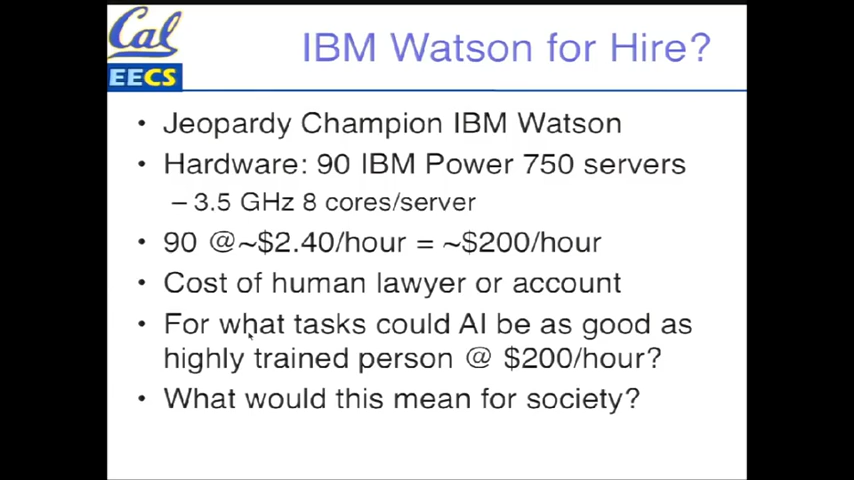 Cal
EECS
IBM Watson for Hire?
• Jeopardy Champion IBM Watson
• Hardware: 90 IBM Power 750 servers
– 3.5 GHz 8 cores/server
• 90 @~$2.40/hour = ~$200/hour
• Cost of human lawyer or account
• For what tasks could AI be as good as
highly trained person @ $200/hour?
• What would this mean for society?